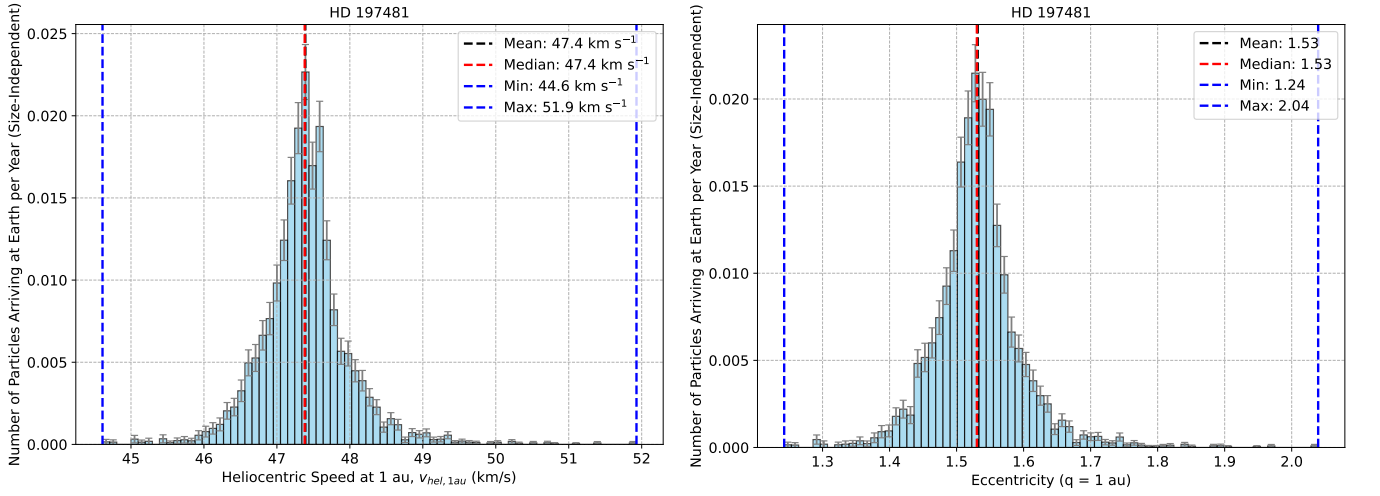 HD 197481
Number of Particles Arriving at Earth per Year (Size-Independent)
0.025
0.020
0.015
0.010
0.005
0.000
Mean: 47.4 km s⁻¹
Median: 47.4 km s⁻¹
Min: 44.6 km s⁻¹
Max: 51.9 km s⁻¹
45 46 47 48 49 50 51 52
Heliocentric Speed at 1 au, v_hel,1au (km/s)
HD 197481
Number of Particles Arriving at Earth per Year (Size-Independent)
0.020
0.015
0.010
0.005
0.000
Mean: 1.53
Median: 1.53
Min: 1.24
Max: 2.04
1.3 1.4 1.5 1.6 1.7 1.8 1.9 2.0
Eccentricity (q = 1 au)